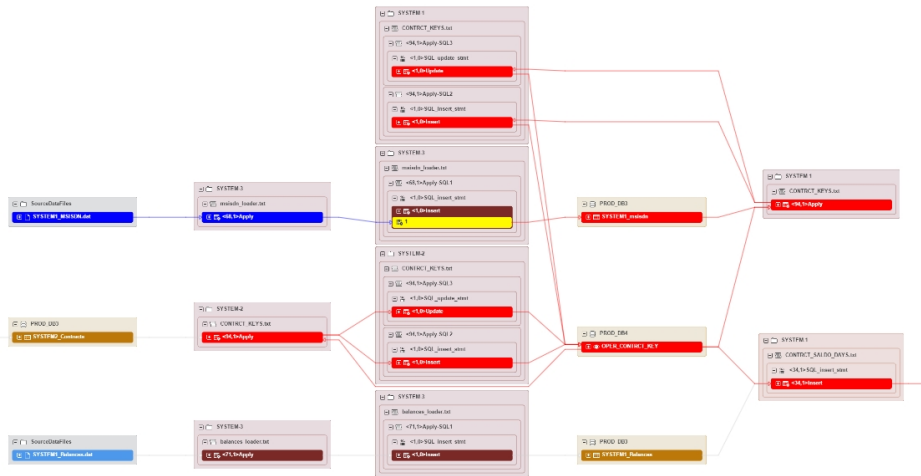 SourceDataFiles
SYSTEM1_MSISDN.dat
PROD_DB3
SYSTEM2_Contracts
SourceDataFiles
SYSTEM1_Balances.dat
SYSTEM-3
msisdn_loader.txt
<68,1>Apply
SYSTEM-2
CONTRCT_KEYS.txt
<94,1>Apply
SYSTEM-3
balances_loader.txt
<71,1>Apply
SYSTEM 1
CONTRCT_KEYS.txt
<94,1>Apply-SQL3
<1,0>SQL_update_stmt
<1,0>Update
<94,1>Apply-SQL2
<1,0>SQL_insert_stmt
<1,0>Insert
SYSTEM 3
msisdn_loader.txt
<68,1>Apply-SQL1
<1,0>SQL_insert_stmt
<1,0>Insert
1
SYSTEM-2
CONTRCT_KEYS.txt
<94,1>Apply-SQL3
<1,0>SQL_update_stmt
<1,0>Update
<94,1>Apply-SQL2
<1,0>SQL_insert_stmt
<1,0>Insert
SYSTEM 3
balances_loader.txt
<71,1>Apply-SQL1
<1,0>SQL_insert_stmt
<1,0>Insert
PROD_DB3
SYSTEM1_msisdn
PROD_DB4
OPER_CONTRCT_KEY
PROD_DB3
SYSTEM1_Balances
SYSTEM 1
CONTRCT_KEYS.txt
<94,1>Apply
SYSTEM 1
CONTRCT_SALDO_DAYS.txt
<34,1>SQL_insert_stmt
<34,1>Insert